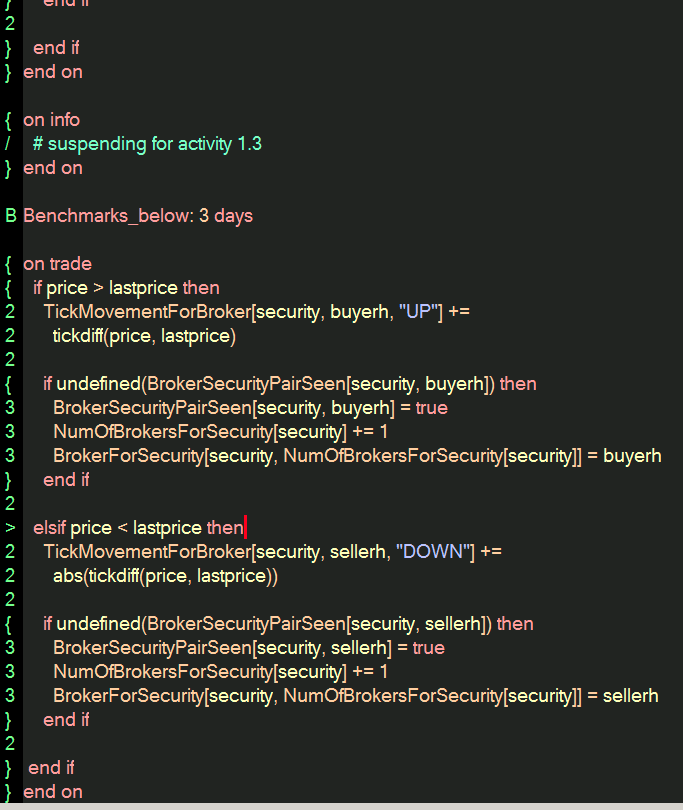 } end if
2
} end if
} end on

{ on info
/ # suspending for activity 1.3
} end on

B Benchmarks_below: 3 days

{ on trade
{ if price > lastprice then
2 TickMovementForBroker[security, buyerh, "UP"] +=
2 tickdiff(price, lastprice)
2
{ if undefined(BrokerSecurityPairSeen[security, buyerh]) then
3 BrokerSecurityPairSeen[security, buyerh] = true
3 NumOfBrokersForSecurity[security] += 1
3 BrokerForSecurity[security, NumOfBrokersForSecurity[security]] = buyerh
} end if
2
> elsif price < lastprice then
2 TickMovementForBroker[security, sellerh, "DOWN"] +=
2 abs(tickdiff(price, lastprice))
2
{ if undefined(BrokerSecurityPairSeen[security, sellerh]) then
3 BrokerSecurityPairSeen[security, sellerh] = true
3 NumOfBrokersForSecurity[security] += 1
3 BrokerForSecurity[security, NumOfBrokersForSecurity[security]] = sellerh
} end if
2
} end if
} end on